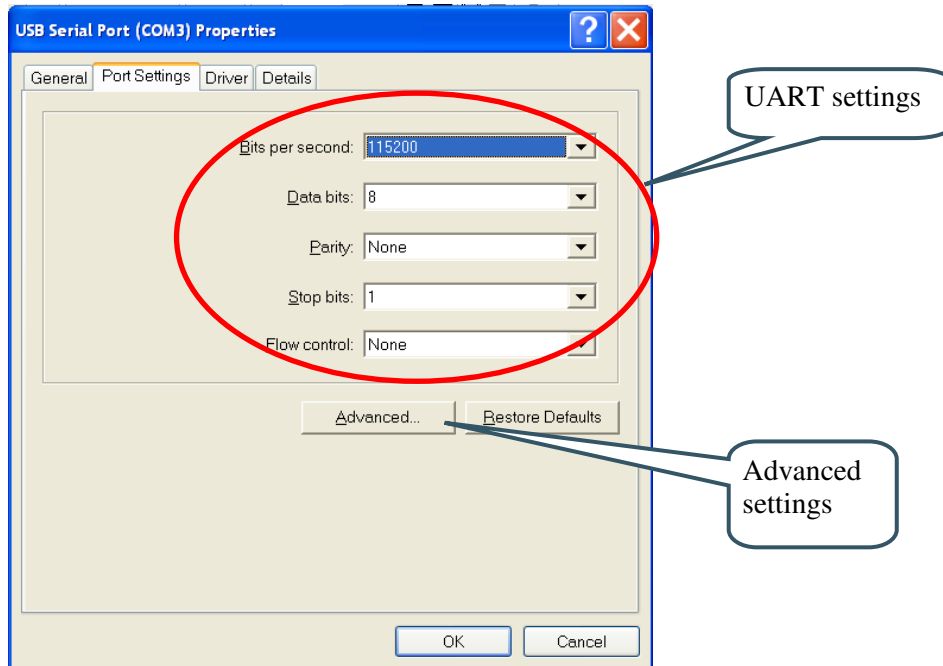 USB Serial Port (COM3) Properties
General Port Settings Driver Details
UART settings
Bits per second: 115200
Data bits: 8
Parity: None
Stop bits: 1
Flow control: None
Advanced... Restore Defaults
Advanced
settings
OK Cancel